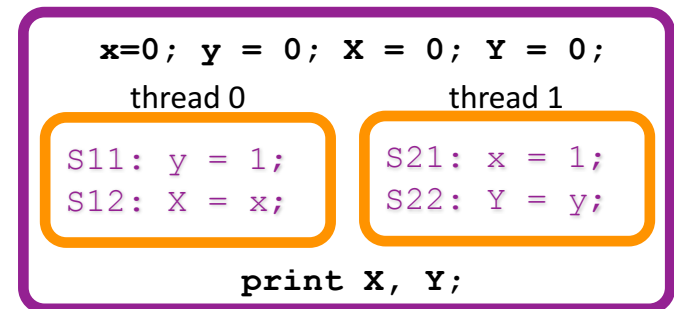 x=0; y = 0; X = 0; Y = 0;
thread 0
thread 1
S11: y = 1;
S12: X = x;
S21: x = 1;
S22: Y = y;
print X, Y;